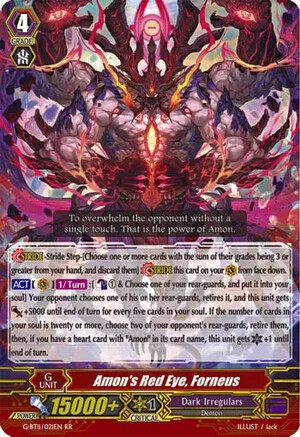 4
GRADE
To overwhelm the opponent without a
single touch. That is the power of Amon.
STRIDE -Stride Step-[Choose one or more cards with the sum of their grades being 3 or
greater from your hand, and discard them] STRIDE this card on your from face down.
ACT [ ] 1/Turn :[ ① & Choose one of your rear-guards, and put it into your
soul] Your opponent chooses one of his or her rear-guards, retires it, and this unit gets
+5000 until end of turn for every five cards in your soul. If the number of cards in
your soul is twenty or more, choose two of your opponent's rear-guards, retire them,
then, if you have a heart card with "Amon" in its card name, this unit gets +1 until
end of turn.
G
UNIT
Amon's Red Eye, Forneus
POWER
15000+
1
CRITICAL
Dark Irregulars
Demon
G-BT11/021EN RR
ILLUST / lack